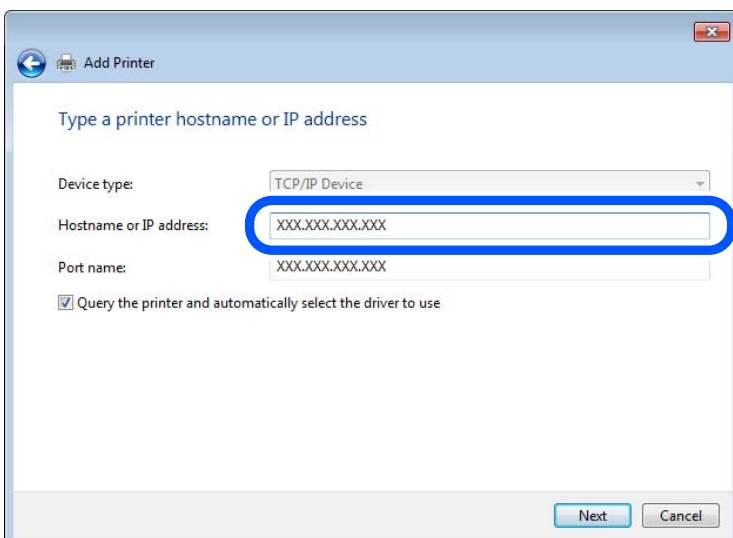 Add Printer
Type a printer hostname or IP address
Device type: TCP/IP Device
Hostname or IP address: XXX.XXX.XXX.XXX
Port name: XXX.XXX.XXX.XXX
Query the printer and automatically select the driver to use
Next Cancel